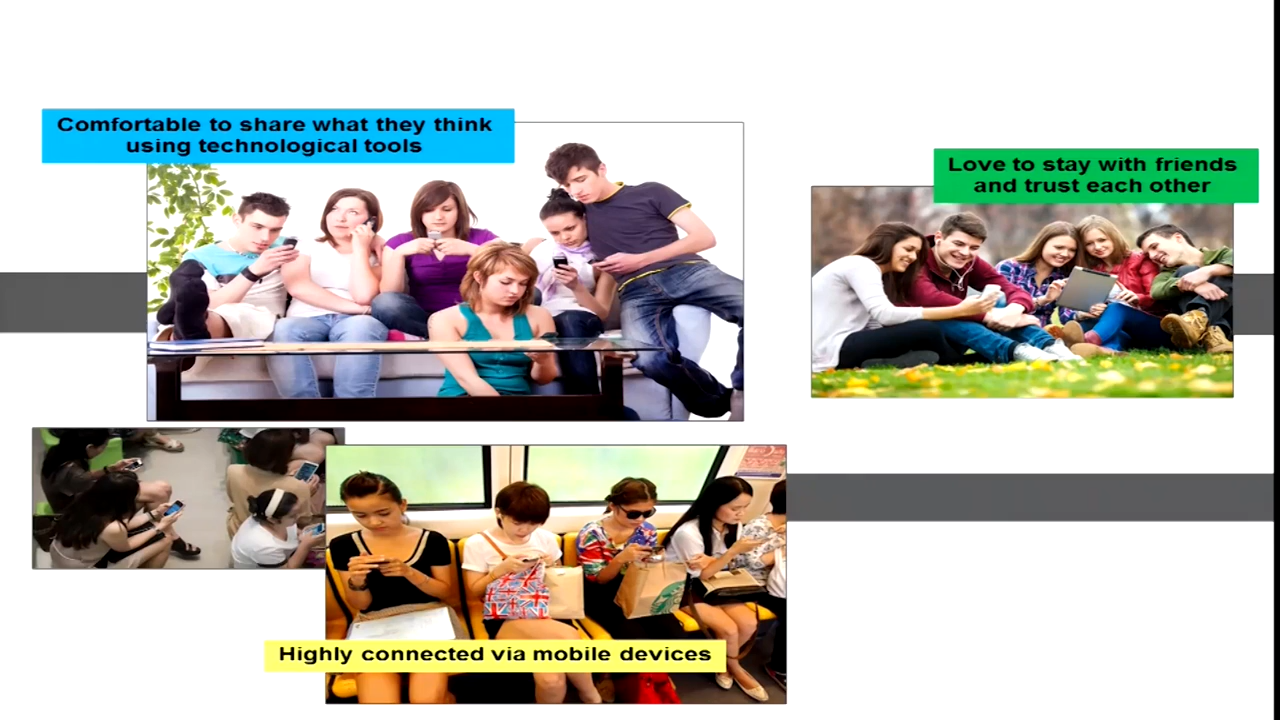 Comfortable to share what they think
using technological tools
Love to stay with friends
and trust each other
Highly connected via mobile devices